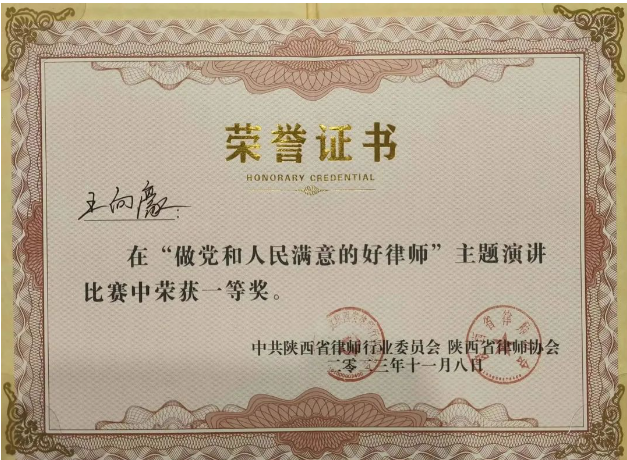 荣誉证书
HONORARY CREDENTIAL
王向
在“做党和人民满意的好律师”主题演讲
比赛中荣获一等奖。
中共陕西省律师行业委员会 陕西省律师协会
二零二三年十一月八日